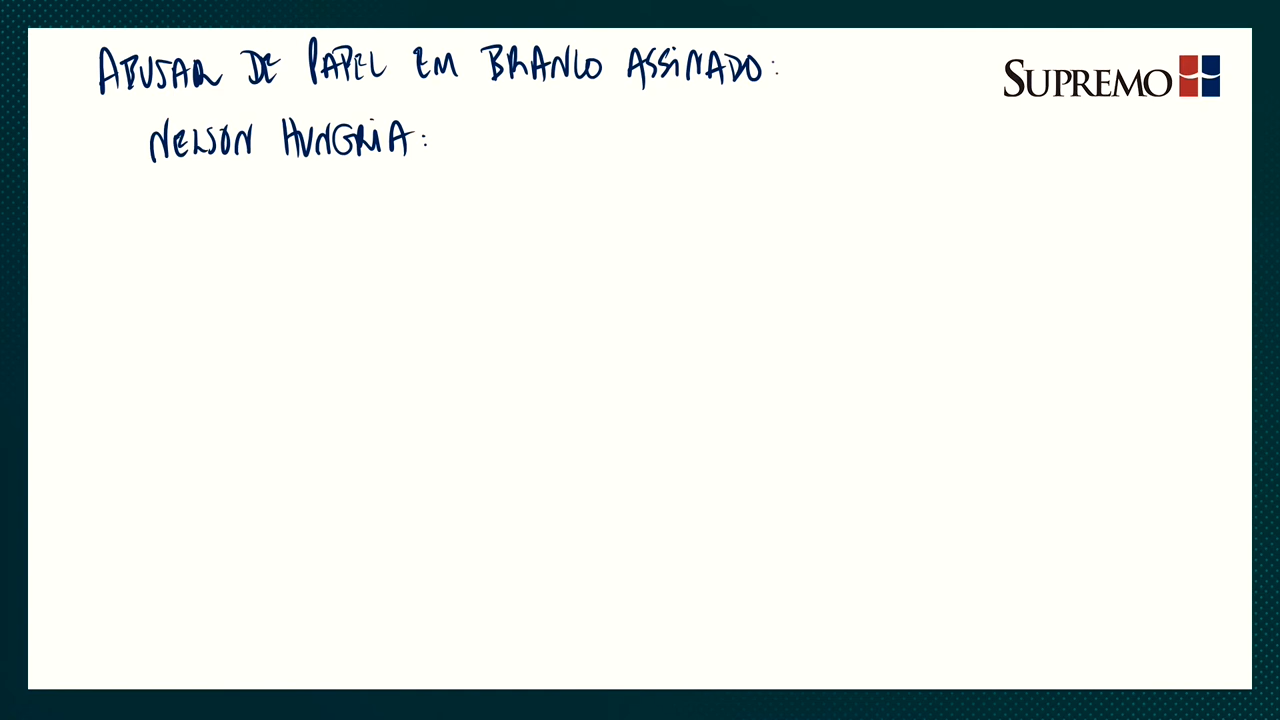 ABUSAR DE PAPEL EM BRANCO ASSINADO:
NELSON HUNGRIA:
SUPREMO